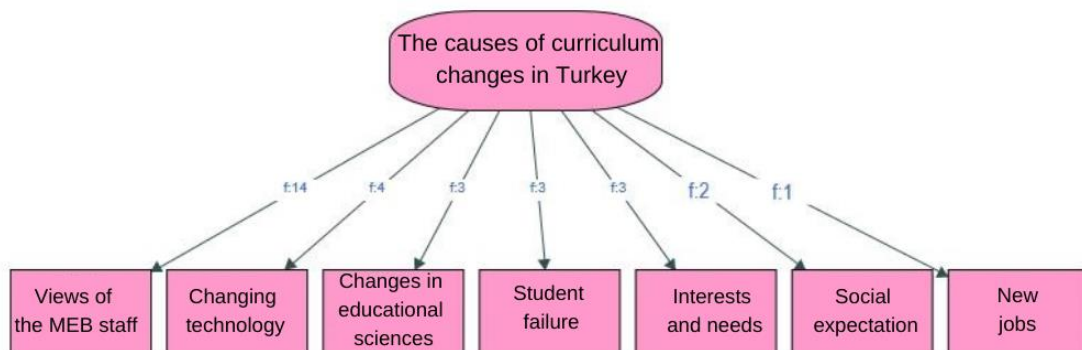 The causes of curriculum
changes in Turkey
f:14
f:4
f:3
f:3
f:3
f:2
f:1
Views of
the MEB staff
Changing
technology
Changes in
educational
sciences
Student
failure
Interests
and needs
Social
expectation
New
jobs